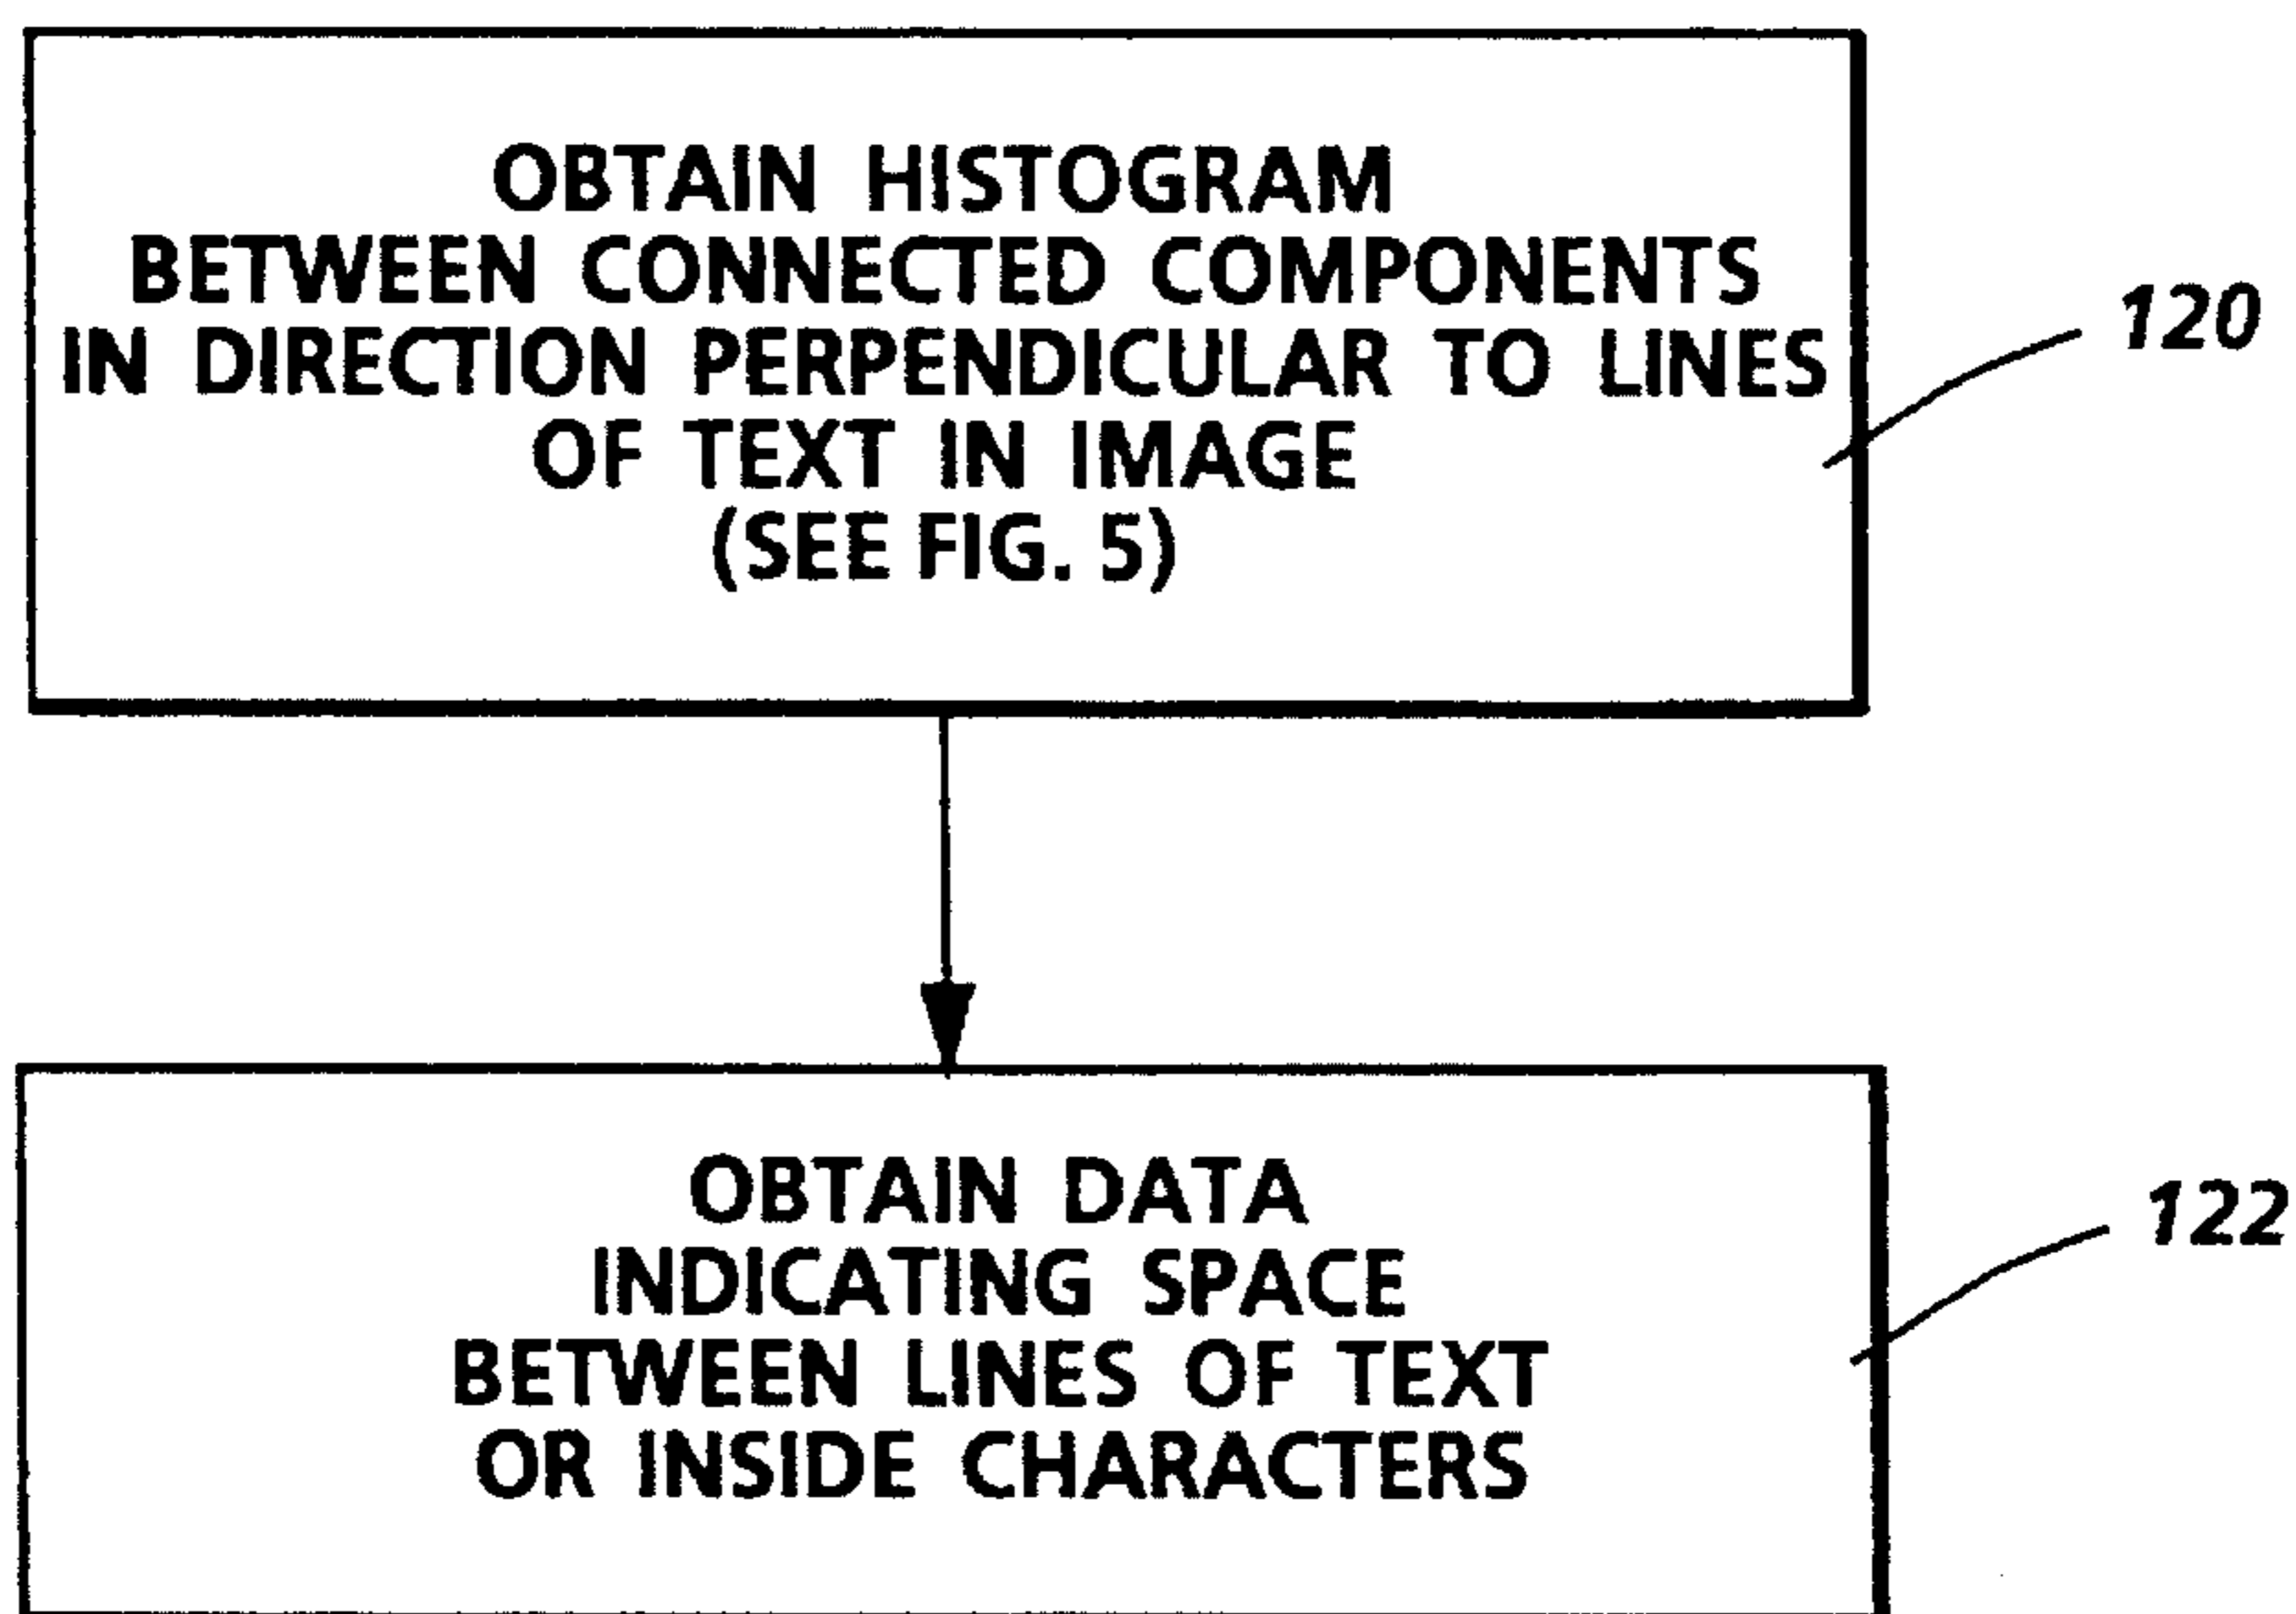 OBTAIN HISTOGRAM
BETWEEN CONNECTED COMPONENTS
IN DIRECTION PERPENDICULAR TO LINES
OF TEXT IN IMAGE
(SEE FIG. 5)
120
OBTAIN DATA
INDICATING SPACE
BETWEEN LINES OF TEXT
OR INSIDE CHARACTERS
122